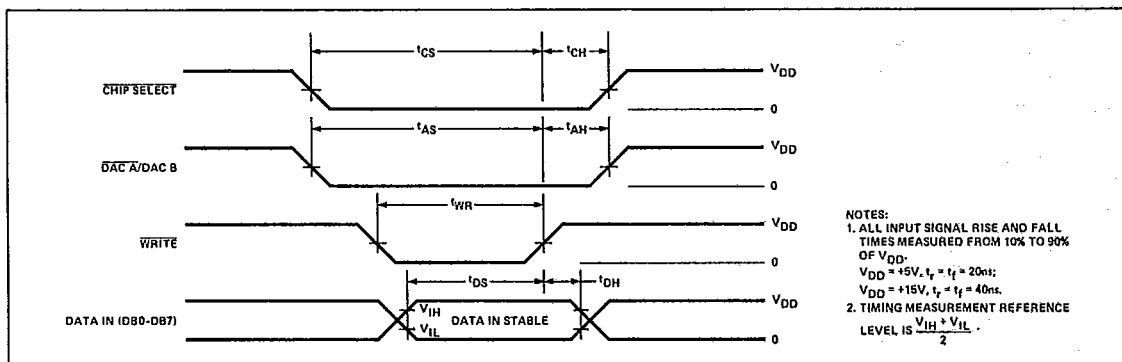 tCS tCH
CHIP SELECT VDD
0
tAS tAH
DAC A/DAC B VDD
0
tWR
WRITE VDD
0
tDS tDH
DATA IN (DB0-DB7) VIH DATA IN STABLE VDD
VIL 0
NOTES:
1. ALL INPUT SIGNAL RISE AND FALL
TIMES MEASURED FROM 10% TO 90%
OF VDD.
VDD = +5V, tr = tf = 20ns;
VDD = +15V, tr = tf = 40ns.
2. TIMING MEASUREMENT REFERENCE
LEVEL IS VIH + VIL / 2 .